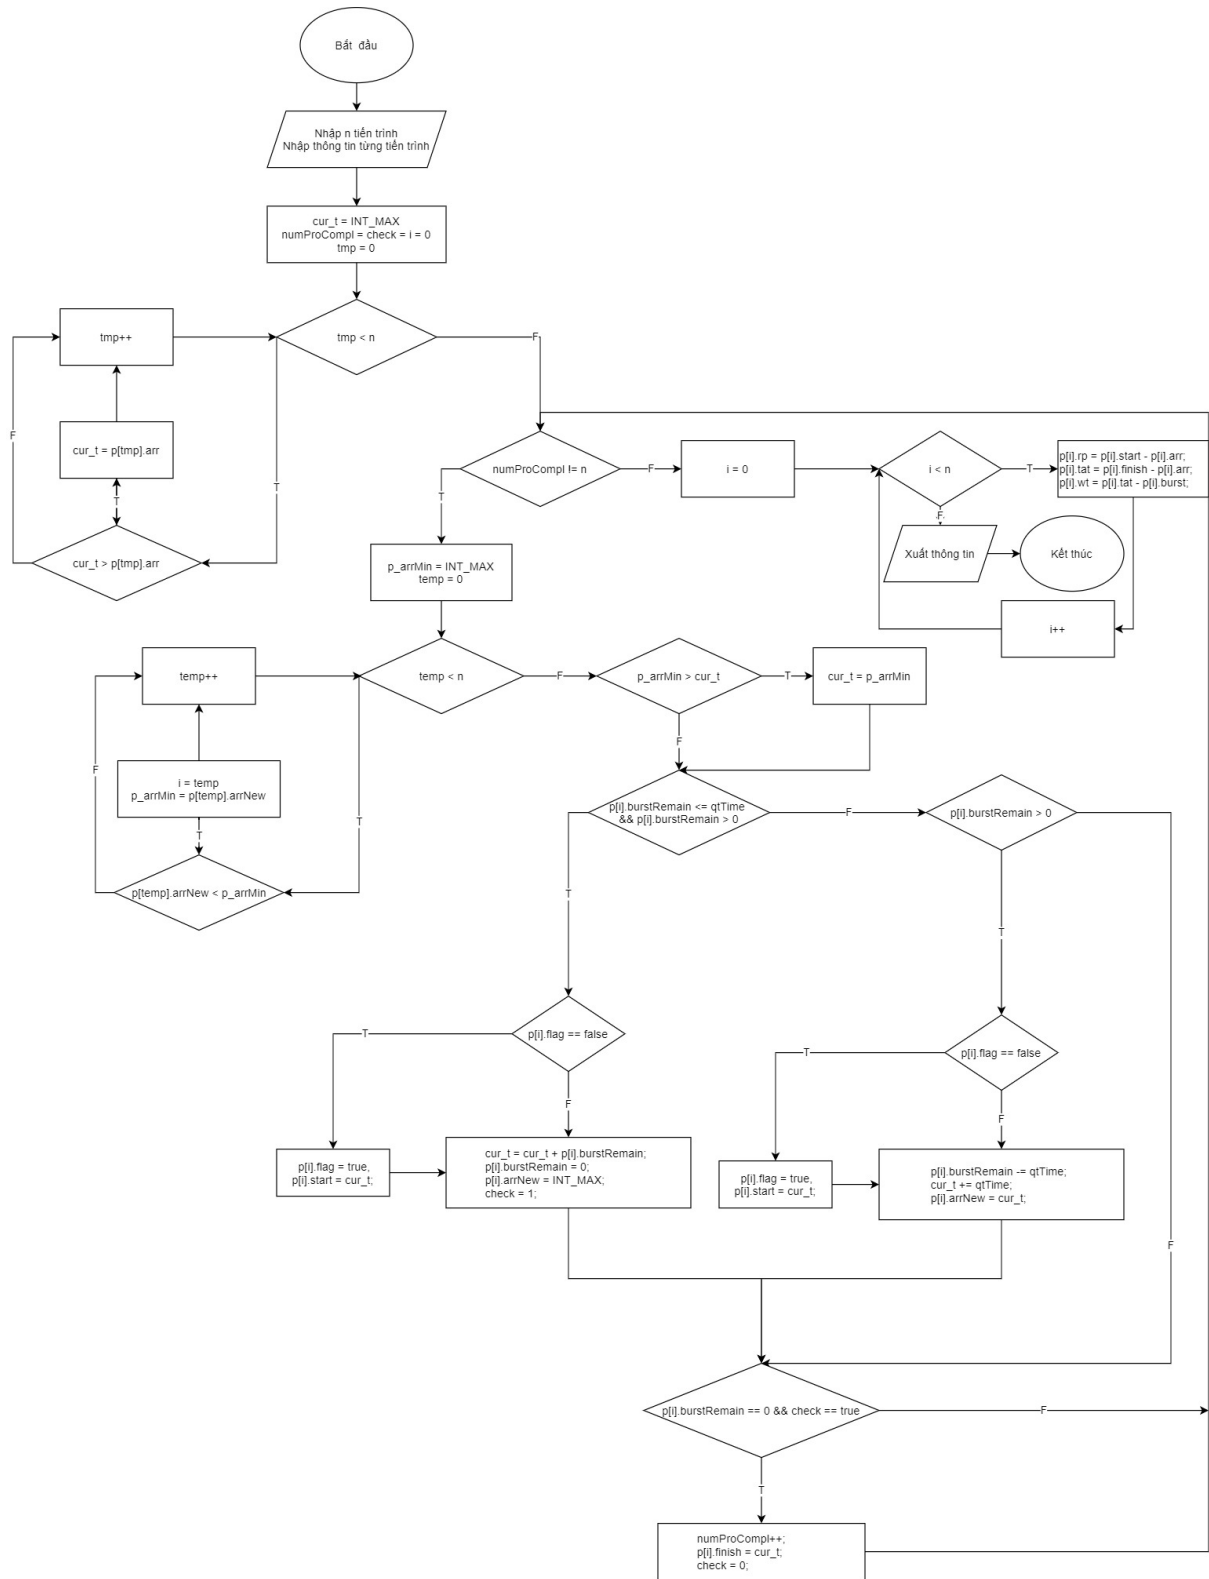 Bắt đầu
Nhập n tiến trình
Nhập thông tin từng tiến trình
cur_t = INT_MAX
numProCompl = check = i = 0
tmp = 0
tmp++
tmp < n
F
F
cur_t = p[tmp].arr
T
T
cur_t > p[tmp].arr
numProCompl != n
F
i = 0
i < n
T
p[i].rp = p[i].start - p[i].arr;
p[i].tat = p[i].finish - p[i].arr;
p[i].wt = p[i].tat - p[i].burst;
T
F
Xuất thông tin
Kết thúc
p_arrMin = INT_MAX
temp = 0
i++
temp++
temp < n
F
p_arrMin > cur_t
T
cur_t = p_arrMin
F
F
i = temp
p_arrMin = p[temp].arrNew
T
T
p[temp].arrNew < p_arrMin
p[i].burstRemain <= qtTime
&& p[i].burstRemain > 0
F
p[i].burstRemain > 0
T
T
p[i].flag == false
T
F
p[i].flag == false
T
F
p[i].flag = true,
p[i].start = cur_t;
cur_t = cur_t + p[i].burstRemain;
p[i].burstRemain = 0;
p[i].arrNew = INT_MAX;
check = 1;
p[i].flag = true,
p[i].start = cur_t;
p[i].burstRemain -= qtTime;
cur_t += qtTime;
p[i].arrNew = cur_t;
F
p[i].burstRemain == 0 && check == true
F
T
numProCompl++;
p[i].finish = cur_t;
check = 0;